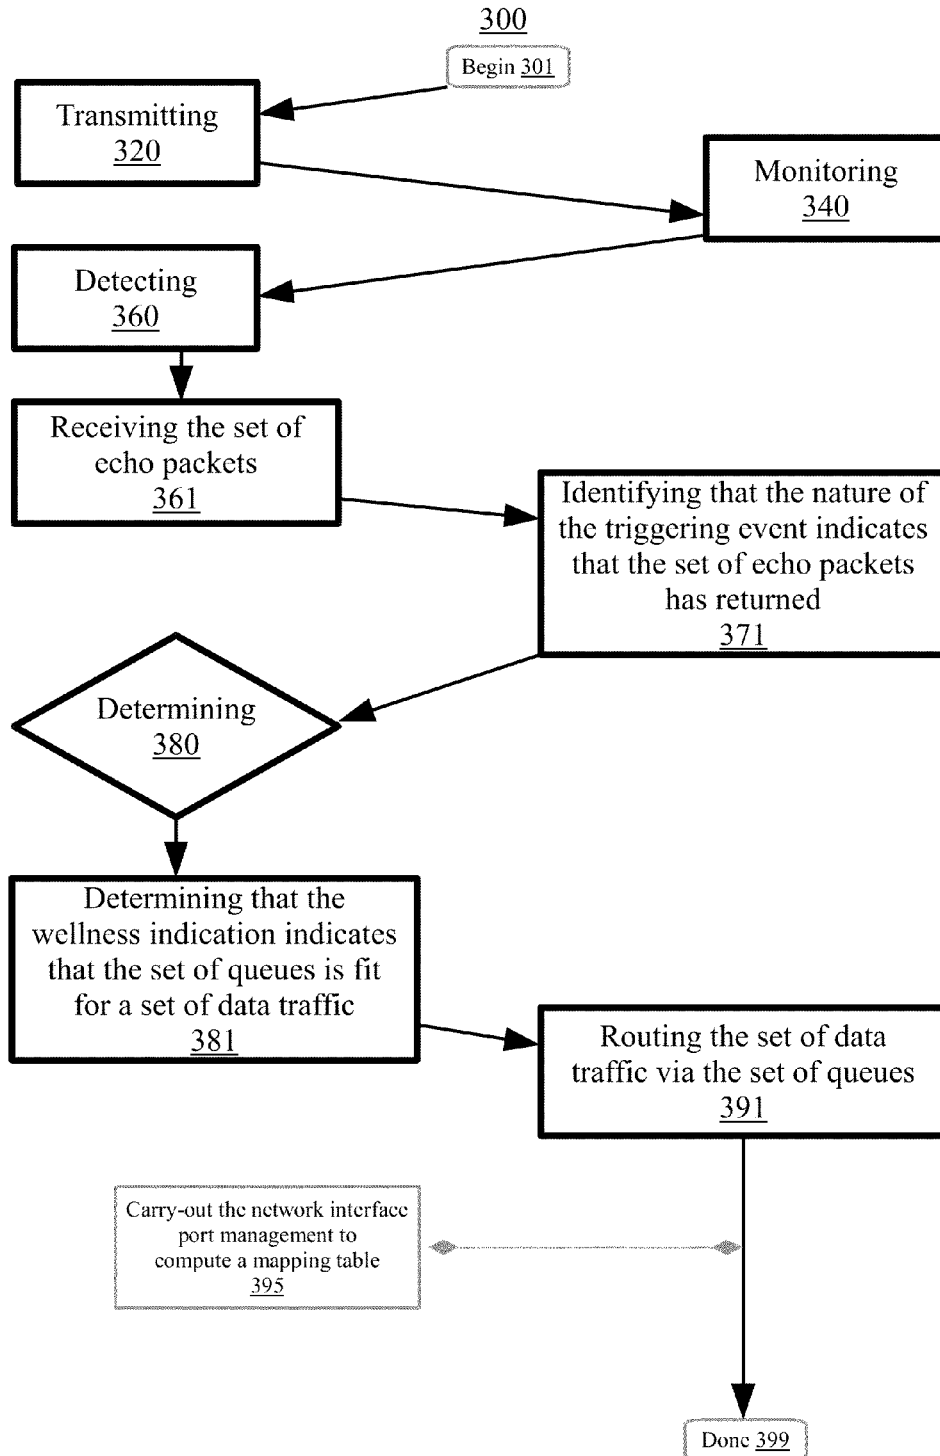 300
Begin 301
Transmitting
320
Monitoring
340
Detecting
360
Receiving the set of
echo packets
361
Identifying that the nature of
the triggering event indicates
that the set of echo packets
has returned
371
Determining
380
Determining that the
wellness indication indicates
that the set of queues is fit
for a set of data traffic
381
Routing the set of data
traffic via the set of queues
391
Carry-out the network interface
port management to
compute a mapping table
395
Done 399